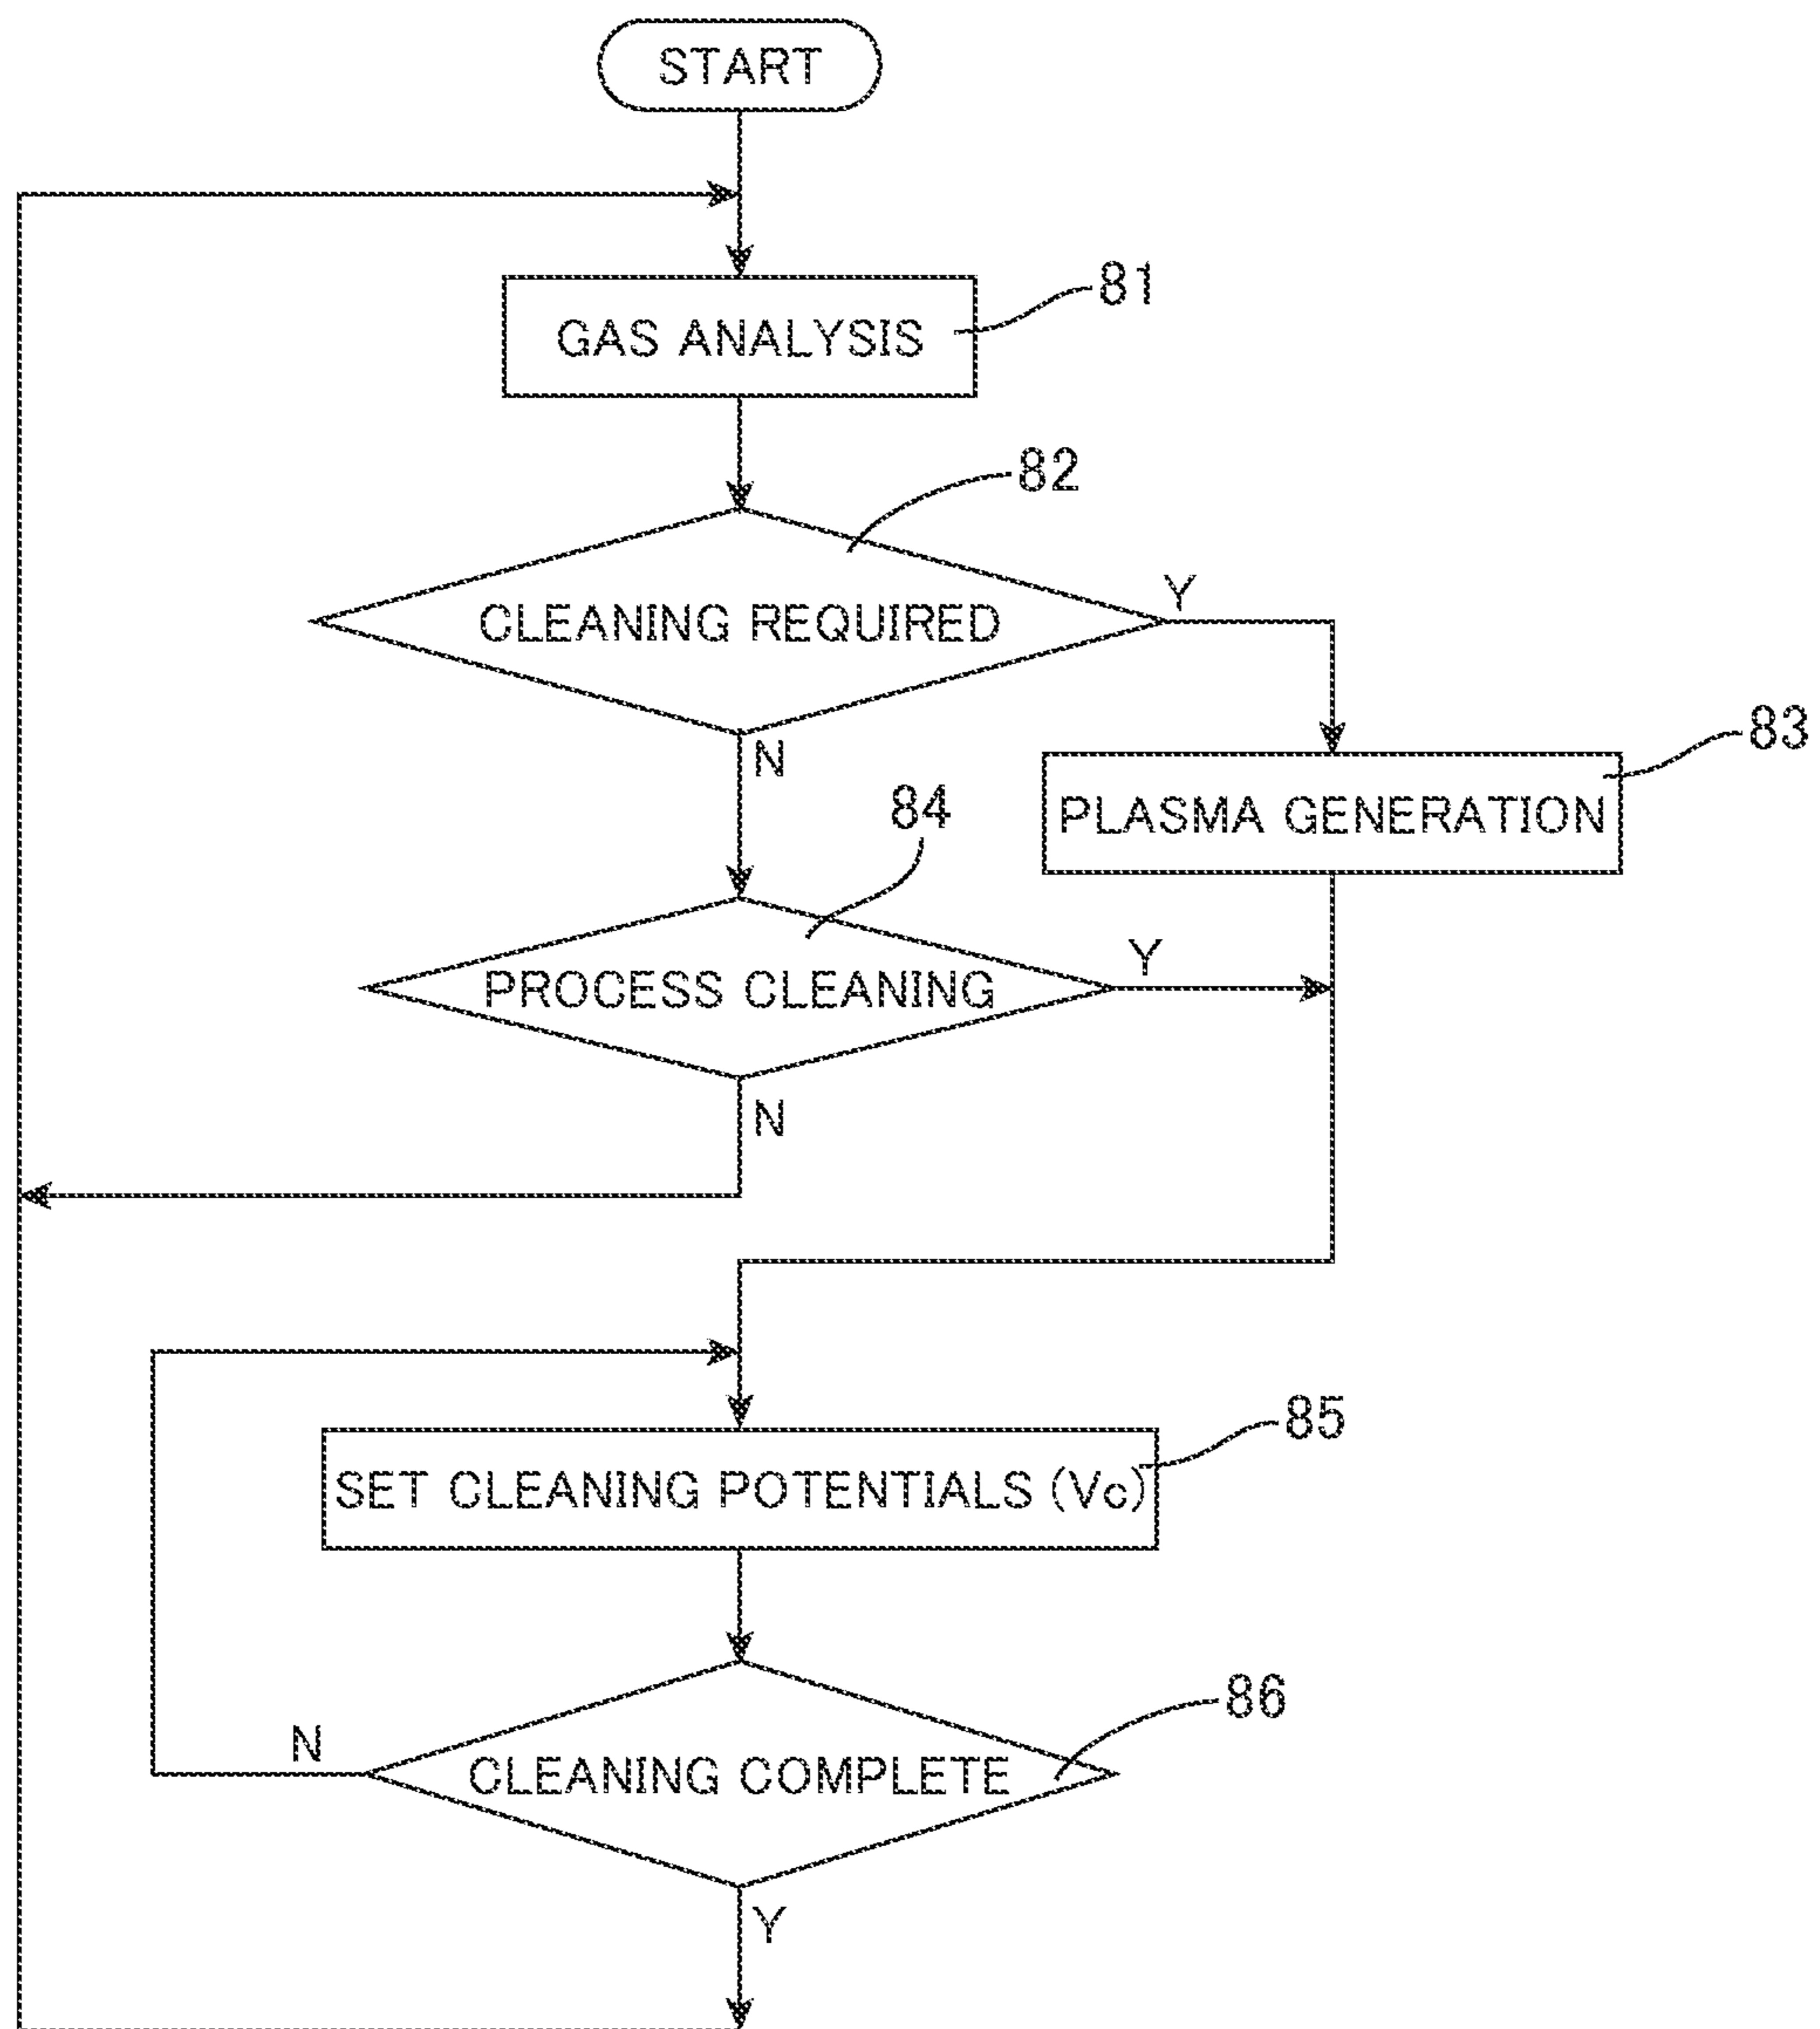 START
81
GAS ANALYSIS
82
CLEANING REQUIRED
Y
N
83
PLASMA GENERATION
84
PROCESS CLEANING
Y
N
85
SET CLEANING POTENTIALS (Vc)
86
N
CLEANING COMPLETE
Y